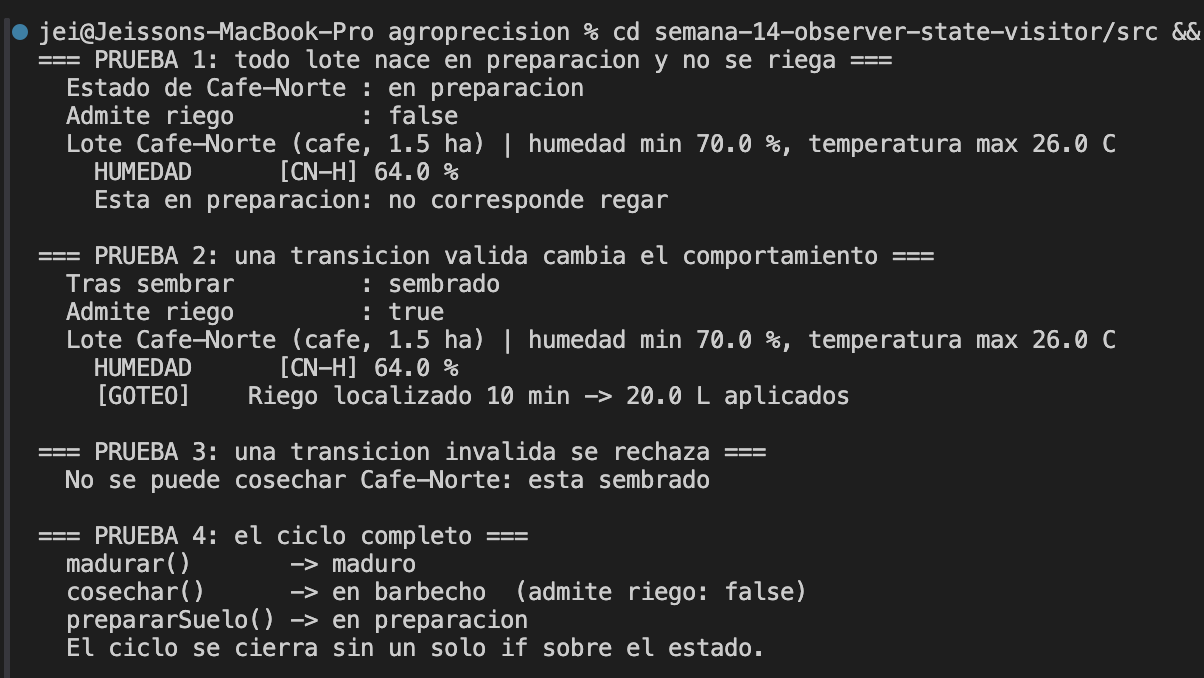 jei@Jeissons-MacBook-Pro agroprecision % cd semana-14-observer-state-visitor/src &&
=== PRUEBA 1: todo lote nace en preparacion y no se riega ===
  Estado de Cafe-Norte : en preparacion
  Admite riego         : false
  Lote Cafe-Norte (cafe, 1.5 ha) | humedad min 70.0 %, temperatura max 26.0 C
    HUMEDAD      [CN-H] 64.0 %
    Esta en preparacion: no corresponde regar

=== PRUEBA 2: una transicion valida cambia el comportamiento ===
  Tras sembrar         : sembrado
  Admite riego         : true
  Lote Cafe-Norte (cafe, 1.5 ha) | humedad min 70.0 %, temperatura max 26.0 C
    HUMEDAD      [CN-H] 64.0 %
    [GOTEO]    Riego localizado 10 min -> 20.0 L aplicados

=== PRUEBA 3: una transicion invalida se rechaza ===
  No se puede cosechar Cafe-Norte: esta sembrado

=== PRUEBA 4: el ciclo completo ===
  madurar()       -> maduro
  cosechar()      -> en barbecho  (admite riego: false)
  prepararSuelo() -> en preparacion
  El ciclo se cierra sin un solo if sobre el estado.